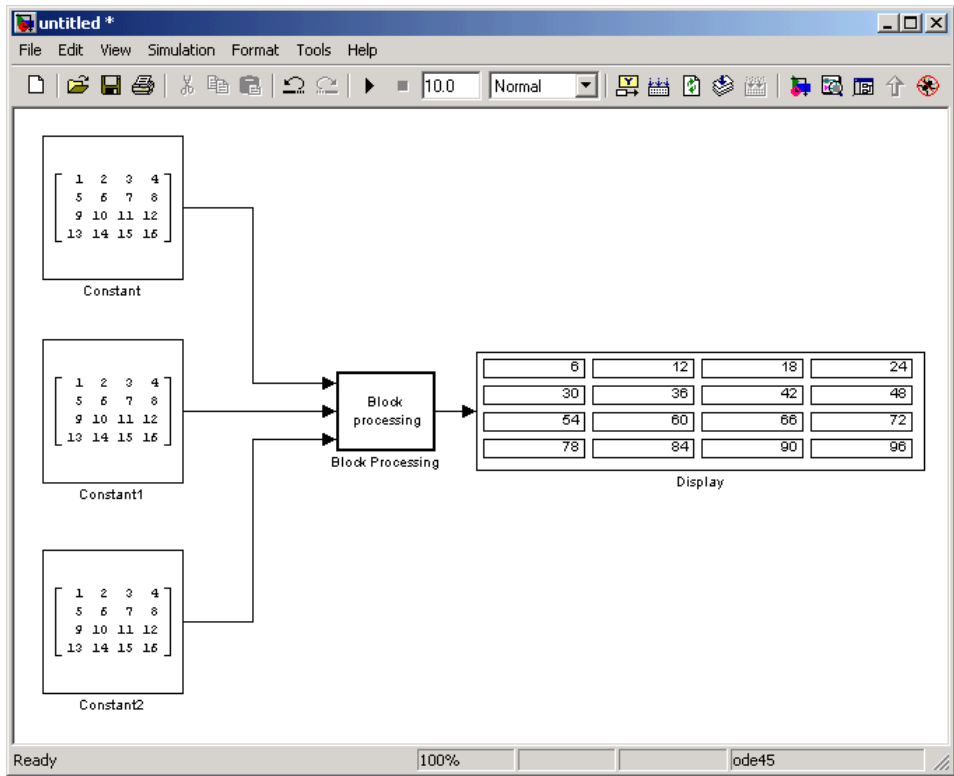 untitled *
File Edit View Simulation Format Tools Help
10.0 Normal
1 2 3 4
5 6 7 8
9 10 11 12
13 14 15 16
Constant
1 2 3 4
5 6 7 8
9 10 11 12
13 14 15 16
Constant1
Block
processing
Block Processing
6 12 18 24
30 36 42 48
54 60 66 72
78 84 90 96
Display
1 2 3 4
5 6 7 8
9 10 11 12
13 14 15 16
Constant2
Ready 100% ode45